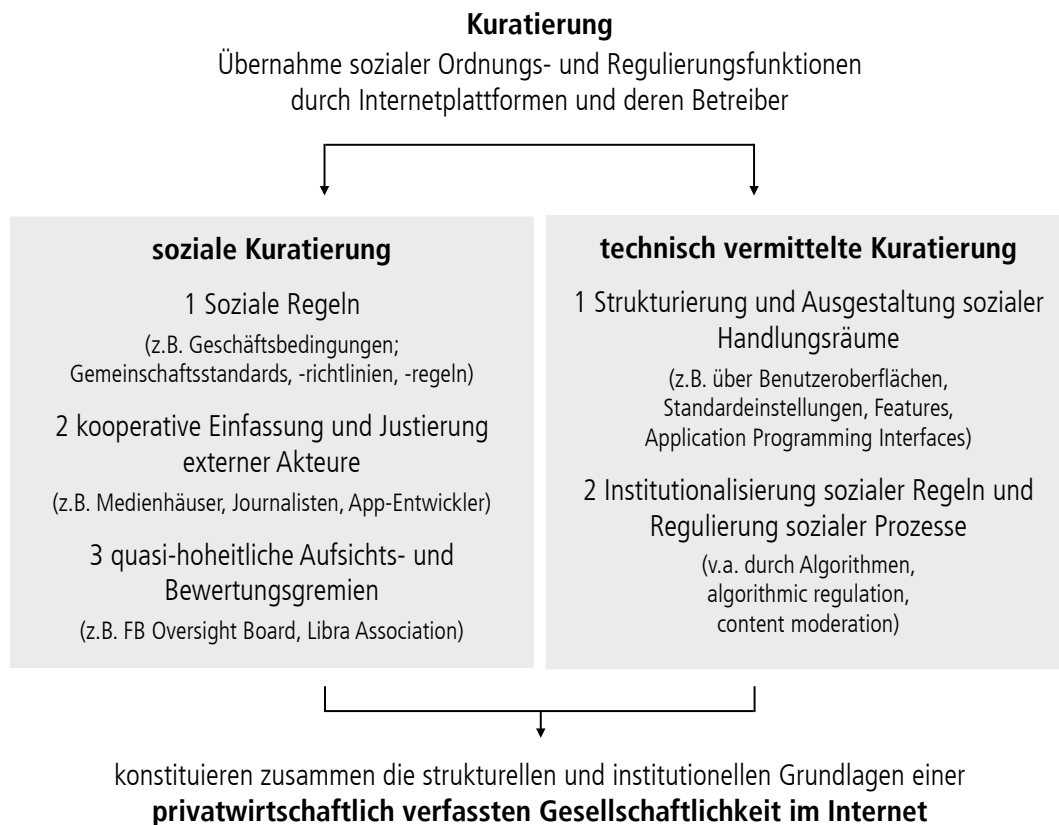 Kuratierung
Übernahme sozialer Ordnungs- und Regulierungsfunktionen
durch Internetplattformen und deren Betreiber
soziale Kuratierung
1 Soziale Regeln
(z.B. Geschäftsbedingungen;
Gemeinschaftsstandards, -richtlinien, -regeln)
2 kooperative Einfassung und Justierung
externer Akteure
(z.B. Medienhäuser, Journalisten, App-Entwickler)
3 quasi-hoheitliche Aufsichts- und
Bewertungsgremien
(z.B. FB Oversight Board, Libra Association)
technisch vermittelte Kuratierung
1 Strukturierung und Ausgestaltung sozialer
Handlungsräume
(z.B. über Benutzeroberflächen,
Standardeinstellungen, Features,
Application Programming Interfaces)
2 Institutionalisierung sozialer Regeln und
Regulierung sozialer Prozesse
(v.a. durch Algorithmen,
algorithmic regulation,
content moderation)
konstituieren zusammen die strukturellen und institutionellen Grundlagen einer
privatwirtschaftlich verfassten Gesellschaftlichkeit im Internet